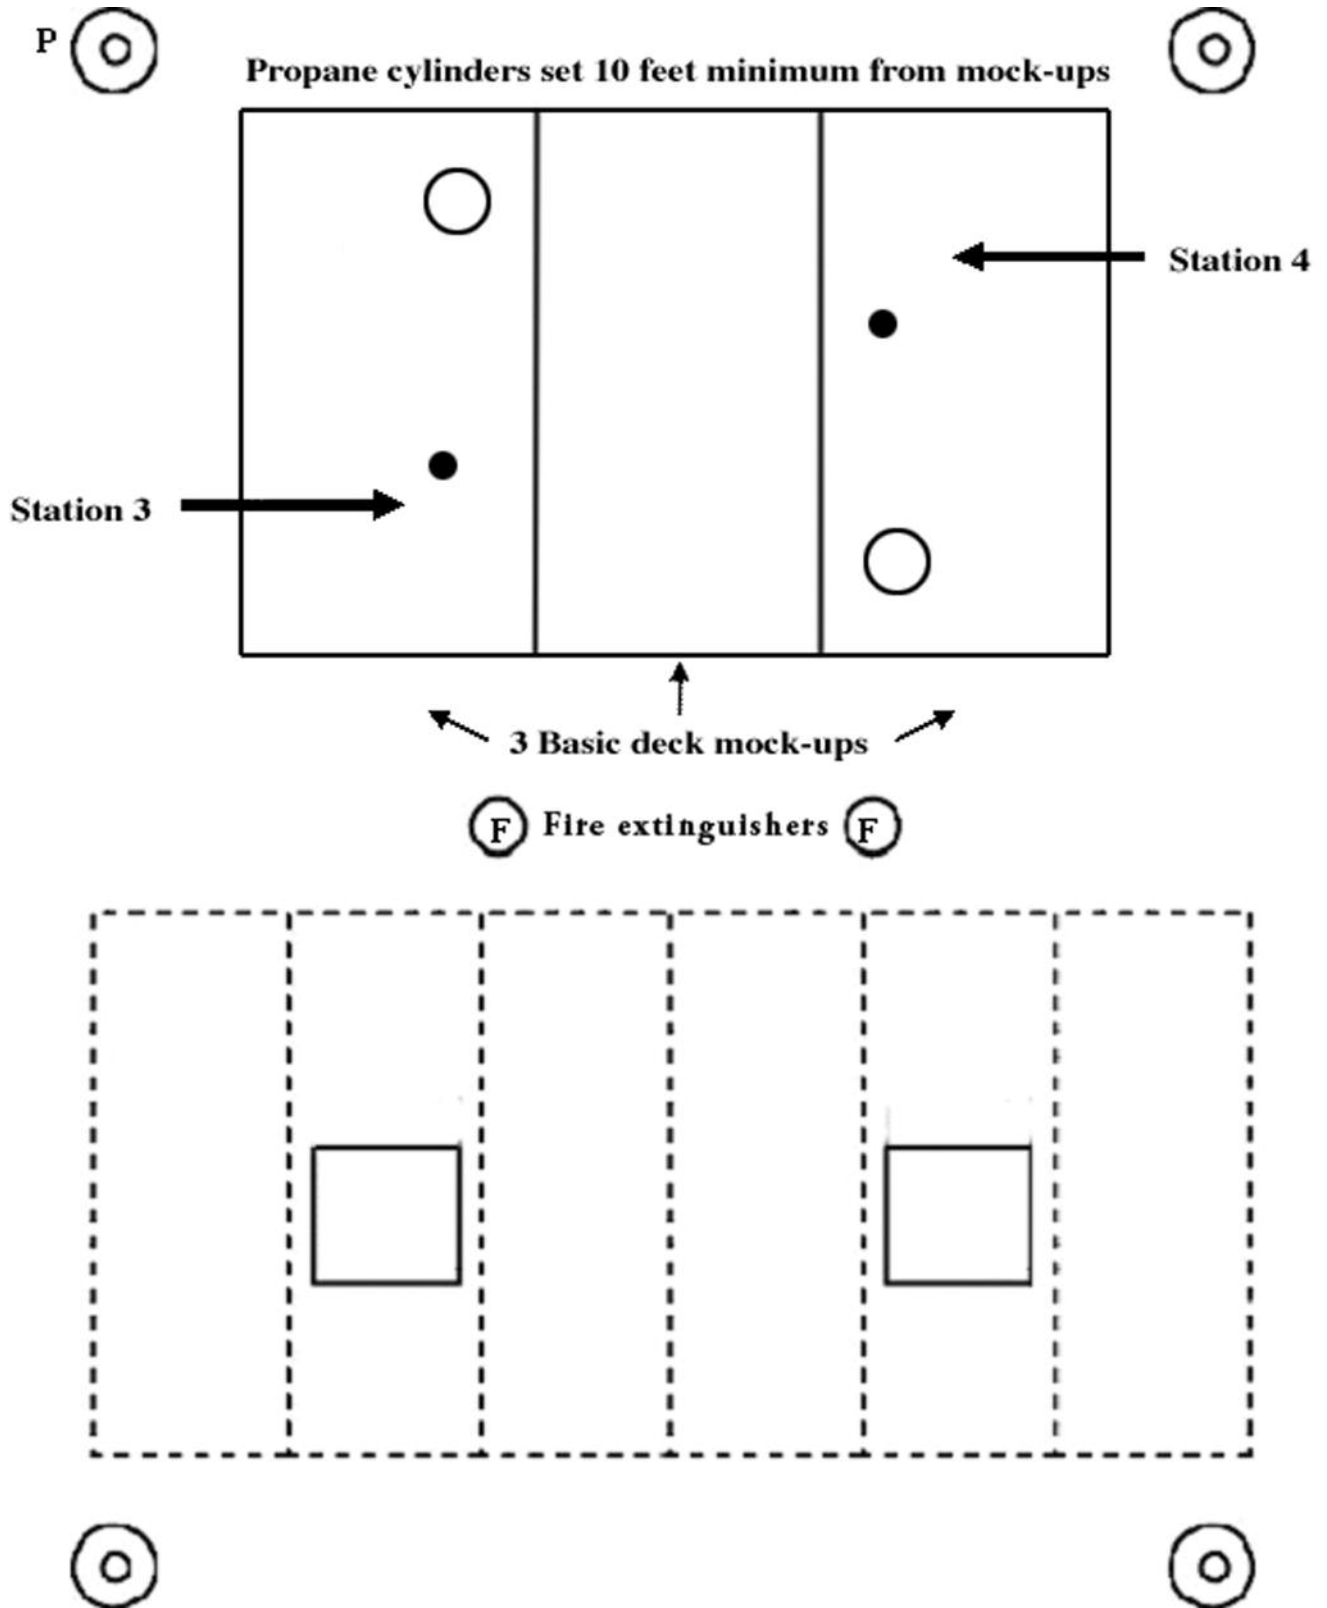 P
Propane cylinders set 10 feet minimum from mock-ups
Station 4
Station 3
3 Basic deck mock-ups
F Fire extinguishers F